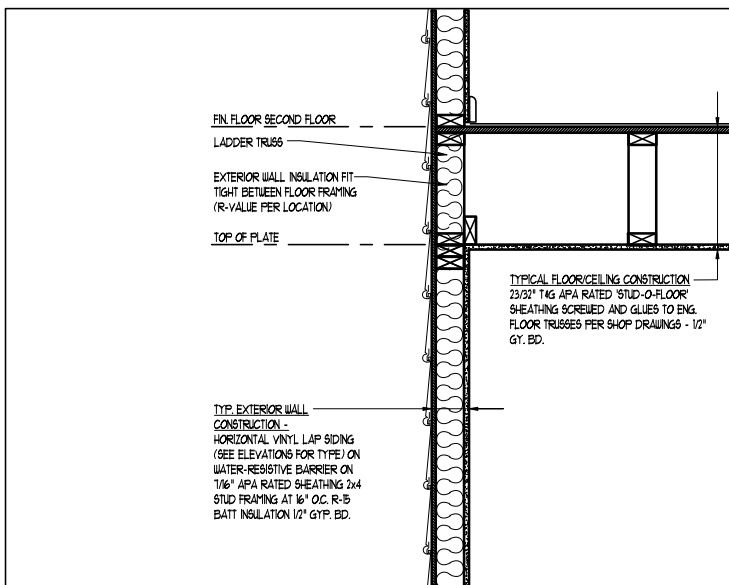 FIN. FLOOR SECOND FLOOR
LADDER TRUSS
EXTERIOR WALL INSULATION FIT
TIGHT BETWEEN FLOOR FRAMING
(R-VALUE PER LOCATION)
TOP OF PLATE
TYPICAL FLOOR/CEILING CONSTRUCTION
23/32" T&G APA RATED 'STUD-O-FLOOR'
SHEATHING SCREWED AND GLUES TO ENG.
FLOOR TRUSSES PER SHOP DRAWINGS - 1/2"
GY. BD.
TYP. EXTERIOR WALL
CONSTRUCTION -
HORIZONTAL VINYL LAP SIDING
(SEE ELEVATIONS FOR TYPE) ON
WATER-RESISTIVE BARRIER ON
7/16" APA RATED SHEATHING 2x4
STUD FRAMING AT 16" O.C. R-15
BATT INSULATION 1/2" GYP. BD.